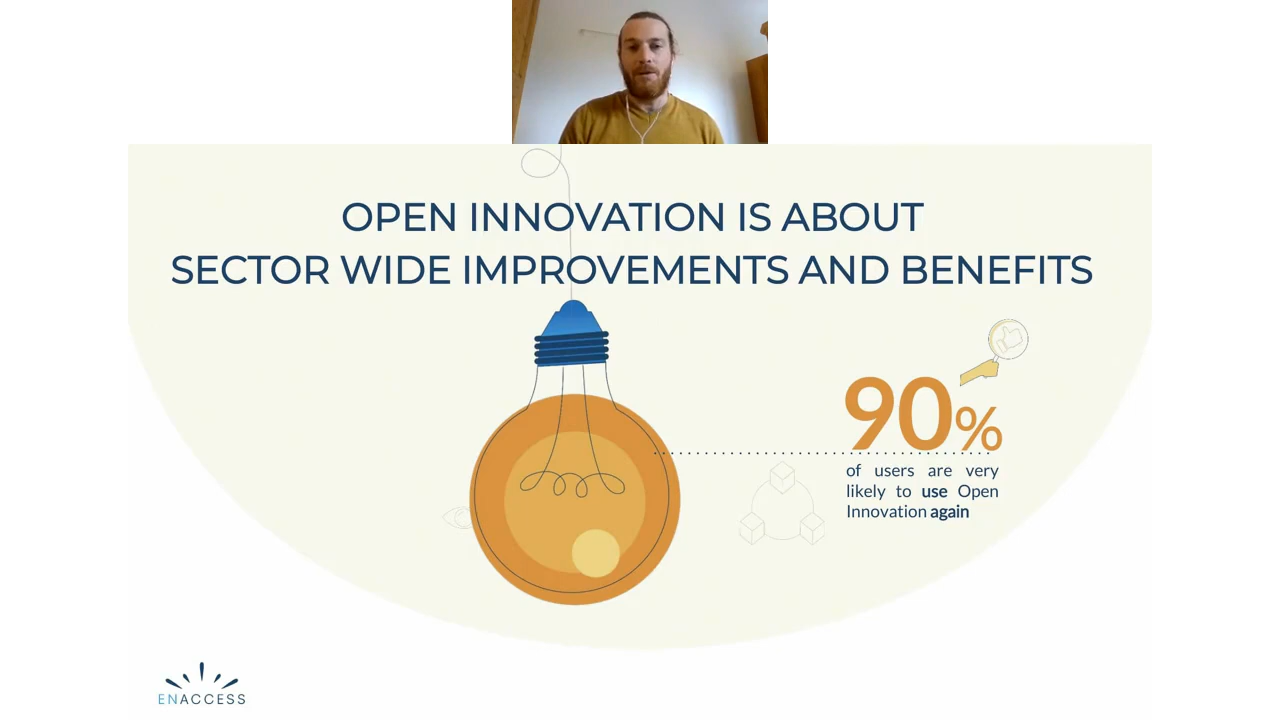 OPEN INNOVATION IS ABOUT
SECTOR WIDE IMPROVEMENTS AND BENEFITS
90%
of users are very
likely to use Open
Innovation again
ENACCESS